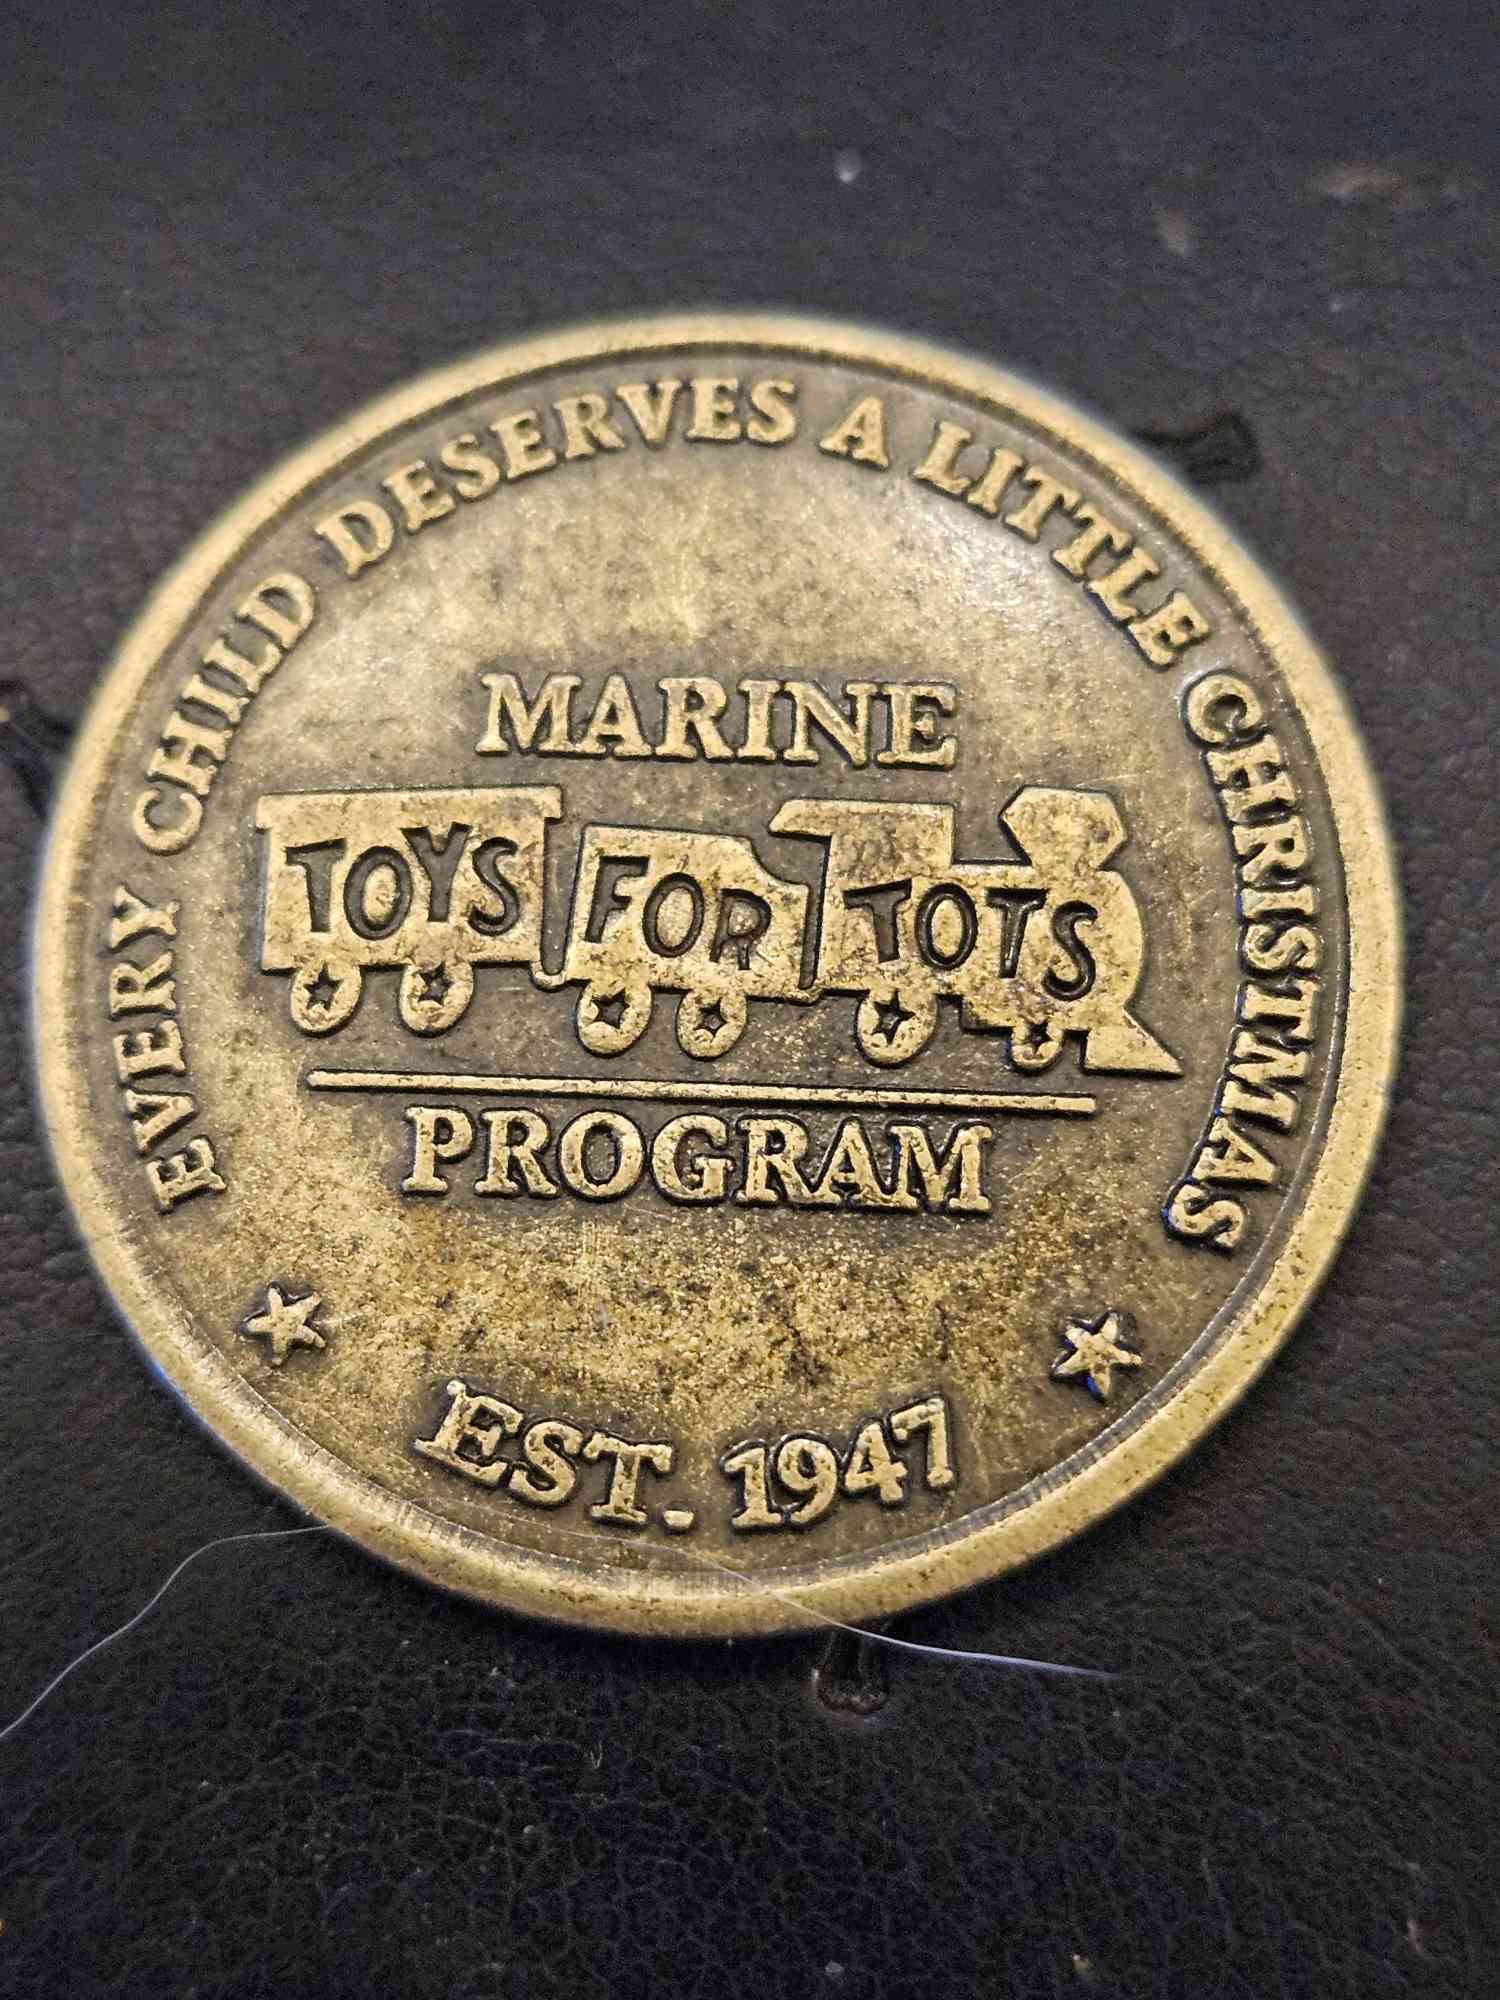 EVERY CHILD DESERVES A LITTLE CHRISTMAS
MARINE
TOYS FOR TOTS
PROGRAM
EST. 1947